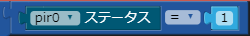 pir0 ステータス = 1